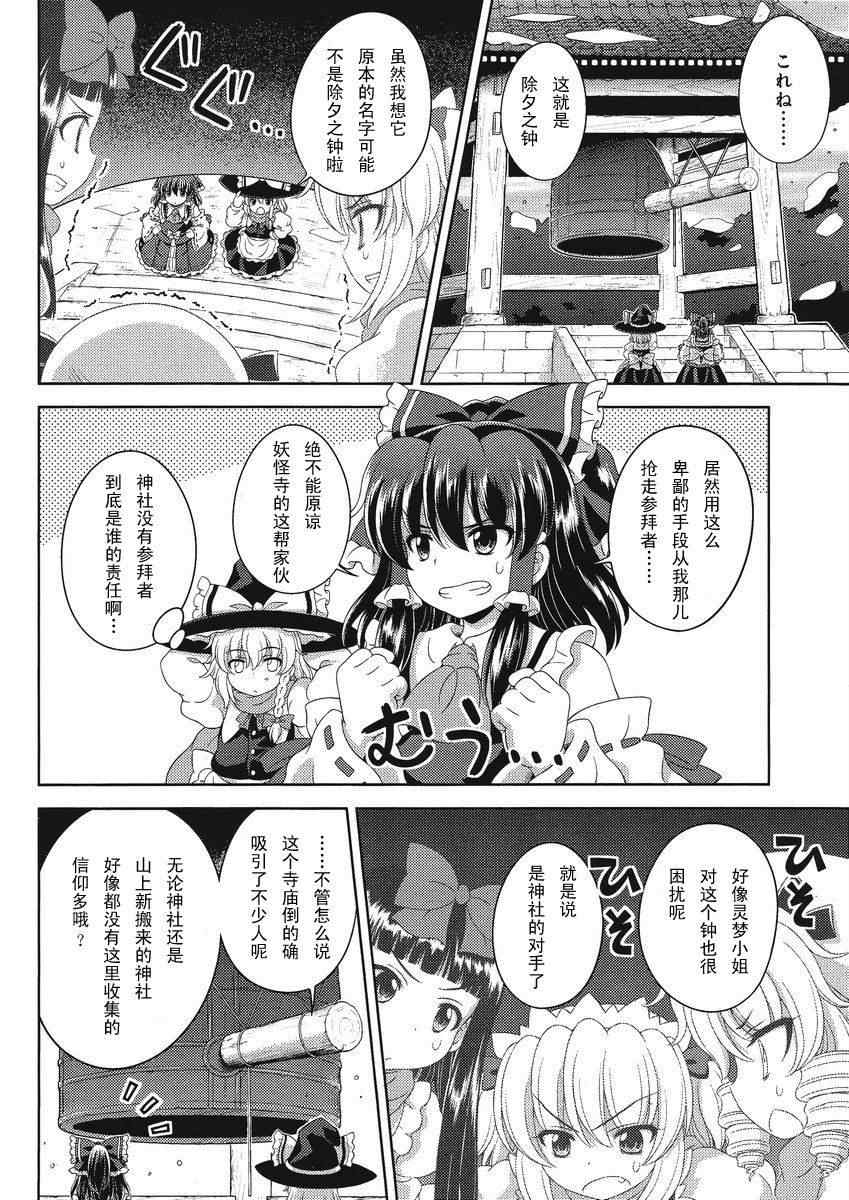 これね……
这就是
除夕之钟
虽然我想它
原本的名字可能
不是除夕之钟啦
ぐぐ…
居然用这么
卑鄙的手段从我那儿
抢走参拜者
……
绝不能原谅
妖怪寺的这帮家伙
神社没有参拜者
到底是谁的责任啊…
むぅ…
好像灵梦小姐
对这个钟也很
困扰呢
ひそ
ひそ
就是说
是神社的对手了
……不管怎么说
这个寺庙倒的确
吸引了不少人呢
无论神社还是
山上新搬来的神社
好像都没有这里收集的
信仰多哦？